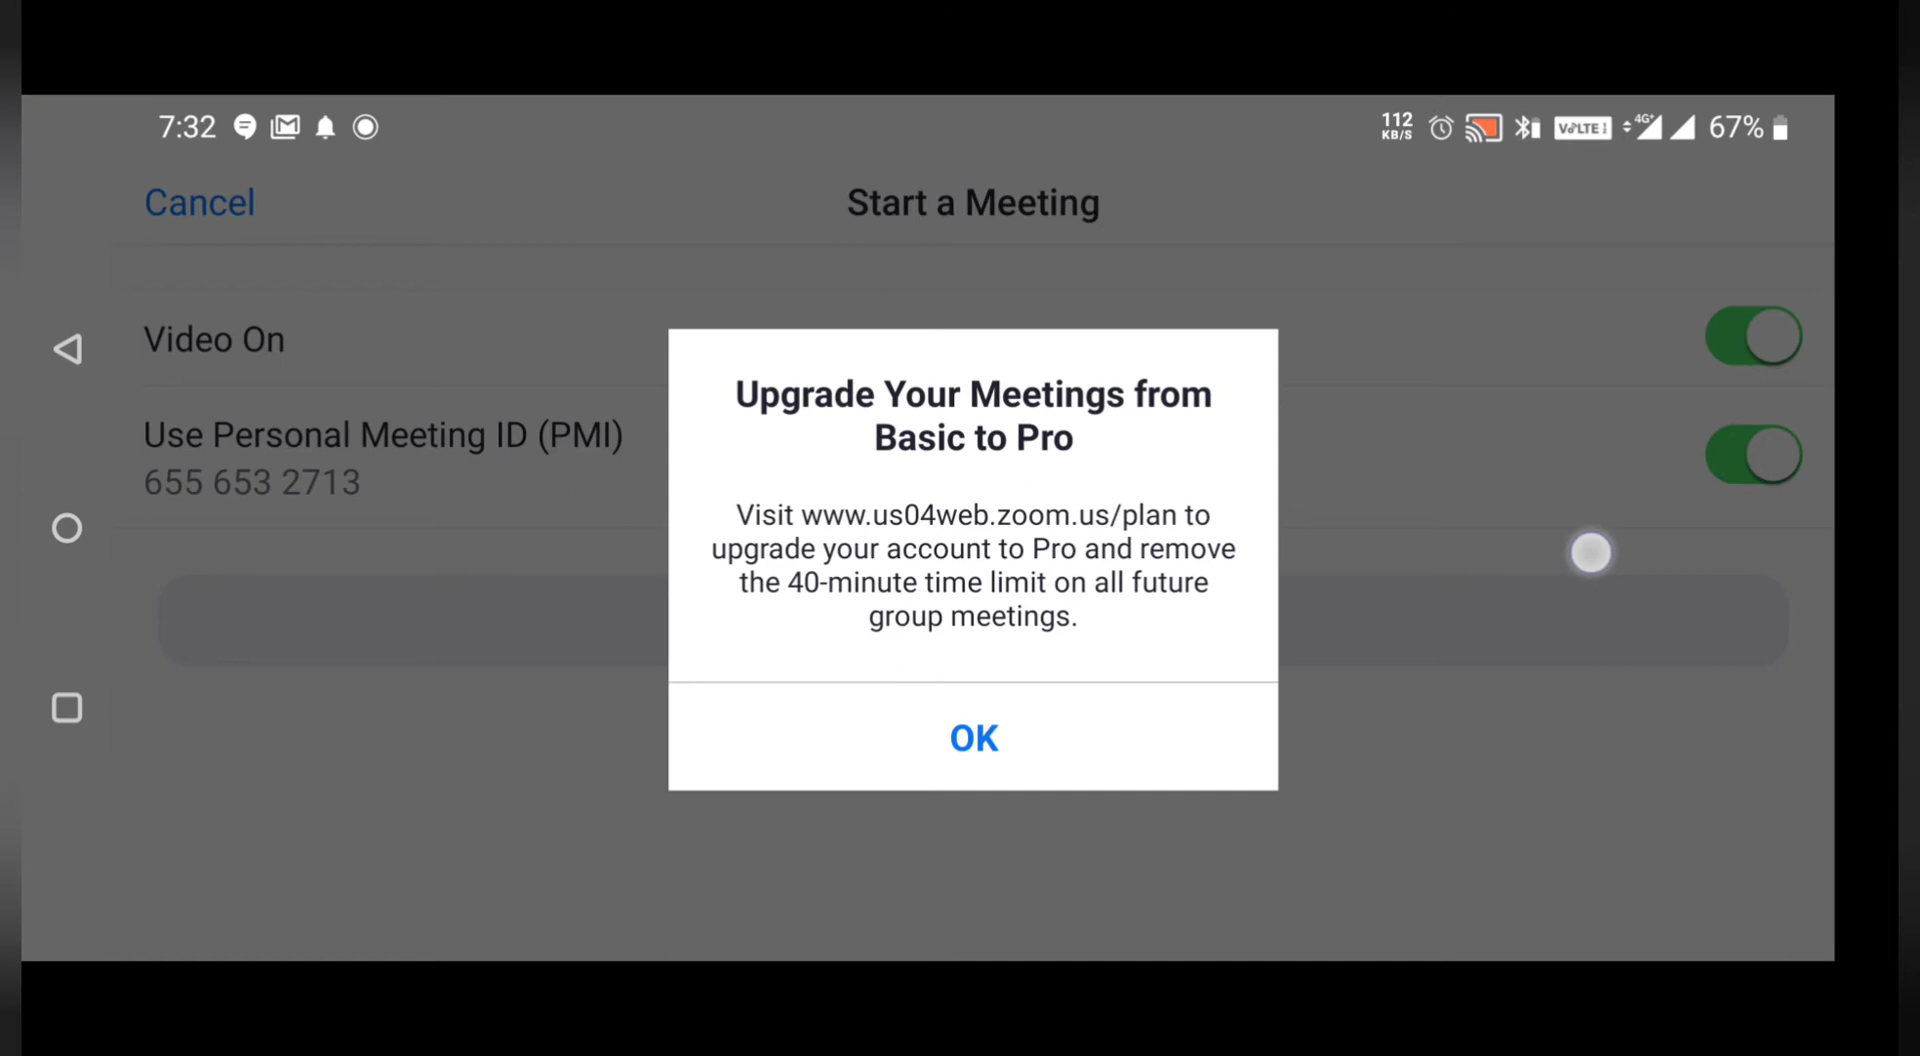 7:32
112
KB/S
VoLTE 1
4G+
67%
Cancel
Start a Meeting
Video On
Use Personal Meeting ID (PMI)
655 653 2713
Upgrade Your Meetings from
Basic to Pro
Visit www.us04web.zoom.us/plan to
upgrade your account to Pro and remove
the 40-minute time limit on all future
group meetings.
OK